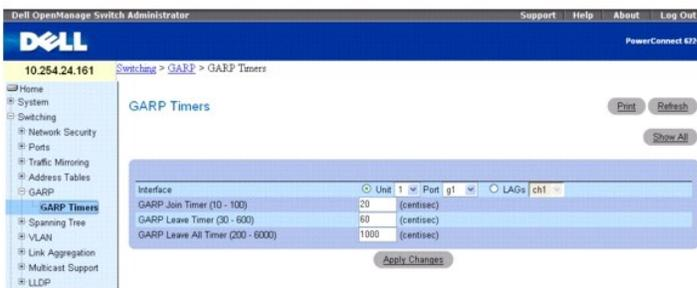 Dell OpenManage Switch Administrator Support Help About Log Out
DELL
PowerConnect 622
10.254.24.161 Switching > GARP > GARP Timers
Home
System
Switching
Network Security
Ports
Traffic Mirroring
Address Tables
GARP
GARP Timers
Spanning Tree
VLAN
Link Aggregation
Multicast Support
LLDP
GARP Timers
Print Refresh
Show All
Interface Unit 1 Port g1 LAGs ch1
GARP Join Timer (10 - 100) 20 (centisec)
GARP Leave Timer (30 - 600) 60 (centisec)
GARP Leave All Timer (200 - 6000) 1000 (centisec)
Apply Changes